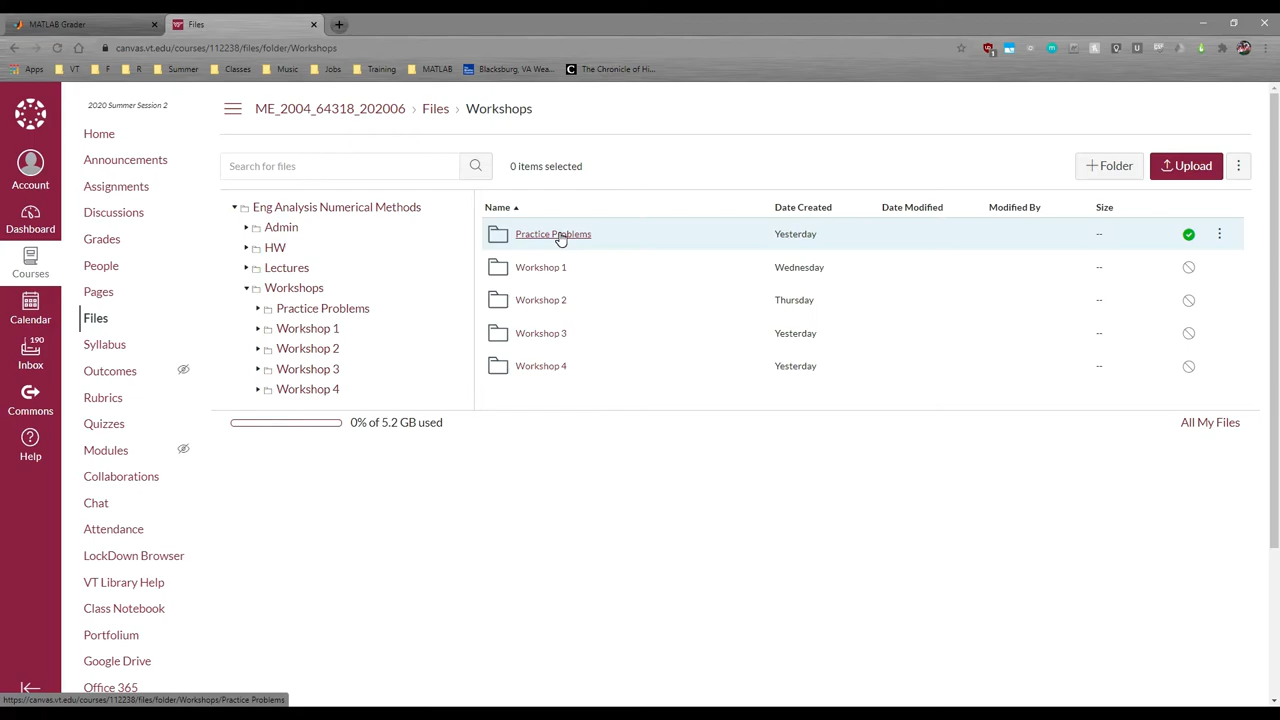 MATLAB Grader
Files
canvas.vt.edu/courses/112238/files/folder/Workshops
Apps VT F R Summer Classes Music Jobs Training MATLAB Blacksburg, VA Wea... The Chronicle of Hi...
2020 Summer Session 2
Account
Dashboard
Courses
Calendar
190
Inbox
Commons
Help
Home
Announcements
Assignments
Discussions
Grades
People
Pages
Files
Syllabus
Outcomes
Rubrics
Quizzes
Modules
Collaborations
Chat
Attendance
LockDown Browser
VT Library Help
Class Notebook
Portfolium
Google Drive
Office 365
ME_2004_64318_202006 › Files › Workshops
Search for files
0 items selected
+Folder
Upload
Eng Analysis Numerical Methods
Admin
HW
Lectures
Workshops
Practice Problems
Workshop 1
Workshop 2
Workshop 3
Workshop 4
Name Date Created Date Modified Modified By Size
Practice Problems Yesterday --
Workshop 1 Wednesday --
Workshop 2 Thursday --
Workshop 3 Yesterday --
Workshop 4 Yesterday --
0% of 5.2 GB used
All My Files
https://canvas.vt.edu/courses/112238/files/folder/Workshops/Practice Problems